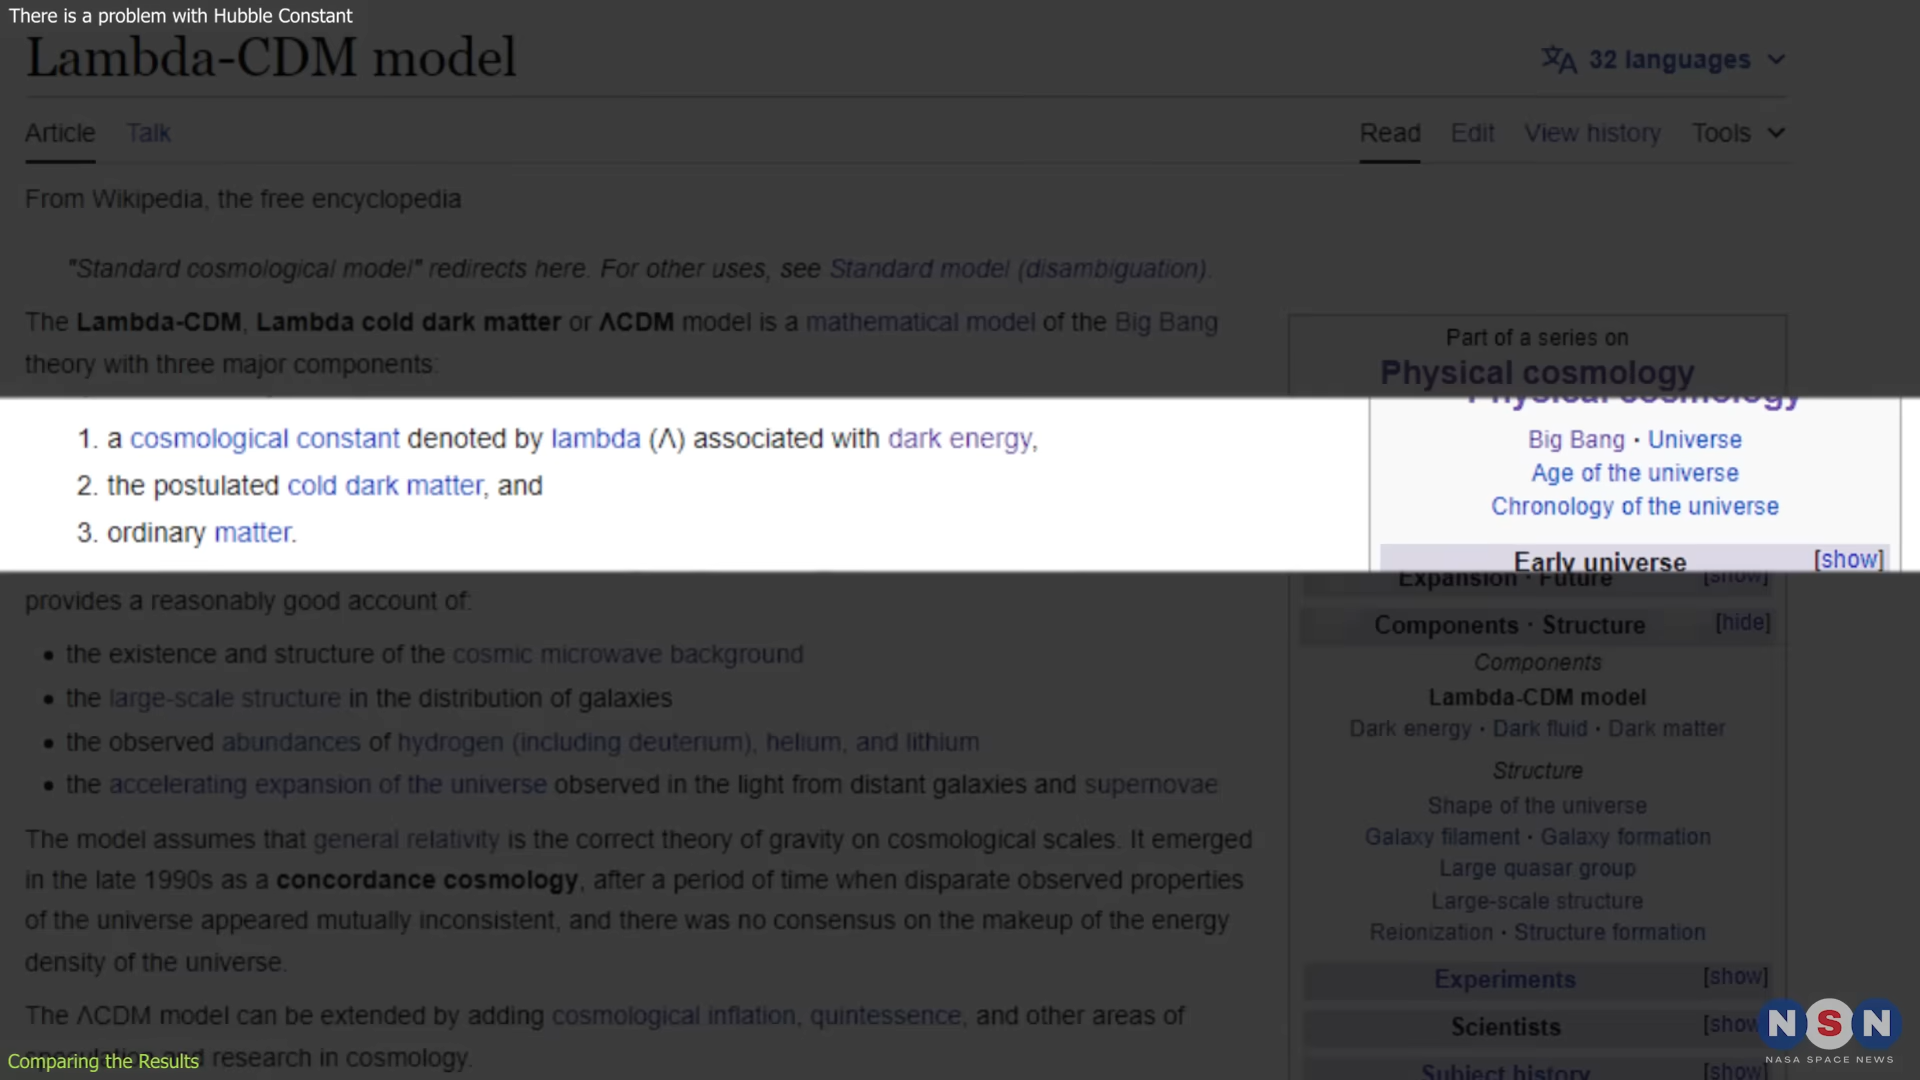 There is a problem with Hubble Constant
Lambda-CDM model
32 languages
Article Talk
Read Edit View history Tools
From Wikipedia, the free encyclopedia
"Standard cosmological model" redirects here. For other uses, see Standard model (disambiguation).
The Lambda-CDM, Lambda cold dark matter or ΛCDM model is a mathematical model of the Big Bang
theory with three major components:
1. a cosmological constant denoted by lambda (Λ) associated with dark energy,
2. the postulated cold dark matter, and
3. ordinary matter.
provides a reasonably good account of:
• the existence and structure of the cosmic microwave background
• the large-scale structure in the distribution of galaxies
• the observed abundances of hydrogen (including deuterium), helium, and lithium
• the accelerating expansion of the universe observed in the light from distant galaxies and supernovae
The model assumes that general relativity is the correct theory of gravity on cosmological scales. It emerged
in the late 1990s as a concordance cosmology, after a period of time when disparate observed properties
of the universe appeared mutually inconsistent, and there was no consensus on the makeup of the energy
density of the universe.
The ΛCDM model can be extended by adding cosmological inflation, quintessence, and other areas of
speculation and research in cosmology.
Comparing the Results
Part of a series on
Physical cosmology
Physical cosmology
Big Bang · Universe
Age of the universe
Chronology of the universe
Early universe [show]
Expansion · Future [show]
Components · Structure [hide]
Components
Lambda-CDM model
Dark energy · Dark fluid · Dark matter
Structure
Shape of the universe
Galaxy filament · Galaxy formation
Large quasar group
Large-scale structure
Reionization · Structure formation
Experiments [show]
Scientists [show
Subject history [show]
NSN
NASA SPACE NEWS